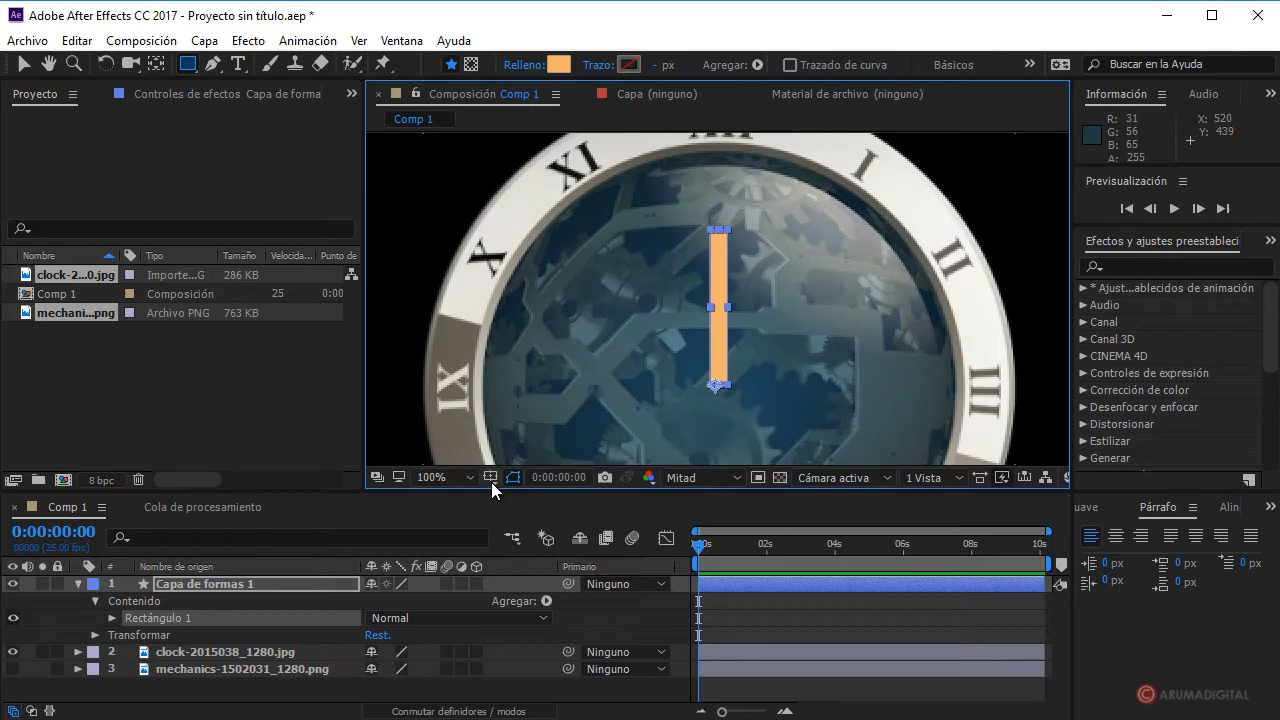 Ae Adobe After Effects CC 2017 - Proyecto sin título.aep *
Archivo Editar Composición Capa Efecto Animación Ver Ventana Ayuda
Relleno: Trazo: - px Agregar: Trazado de curva Básicos Buscar en la Ayuda
Proyecto Controles de efectos Capa de forma
Composición Comp 1 Capa (ninguno) Material de archivo (ninguno)
Información Audio
Comp 1
R: 31 X: 520
G: 56 Y: 439
B: 65
A: 255
XI I
X II
IX III
Previsualización
Efectos y ajustes preestableci
* Ajust...ablecidos de animación
Audio
Canal
Canal 3D
CINEMA 4D
Controles de expresión
Corrección de color
Desenfocar y enfocar
Distorsionar
Estilizar
Generar
Nombre Tipo Tamaño Velocida... Punto de
clock-2...0.jpg Importe...G 286 KB
Comp 1 Composición 25 0:00
mechani...png Archivo PNG 763 KB
8 bpc
100% 0:00:00:00 Mitad Cámara activa 1 Vista
Comp 1 Cola de procesamiento
uave Párrafo Alin
0:00:00:00
00000 (25.00 fps)
02s 04s 06s 08s 10s
0 px 0 px 0 px
0 px 0 px
# Nombre de origen Primario
1 Capa de formas 1 Ninguno
Contenido Agregar:
Rectángulo 1 Normal
Transformar Rest.
2 clock-2015038_1280.jpg Ninguno
3 mechanics-1502031_1280.png Ninguno
Conmutar definidores / modos
© ARUMADIGITAL